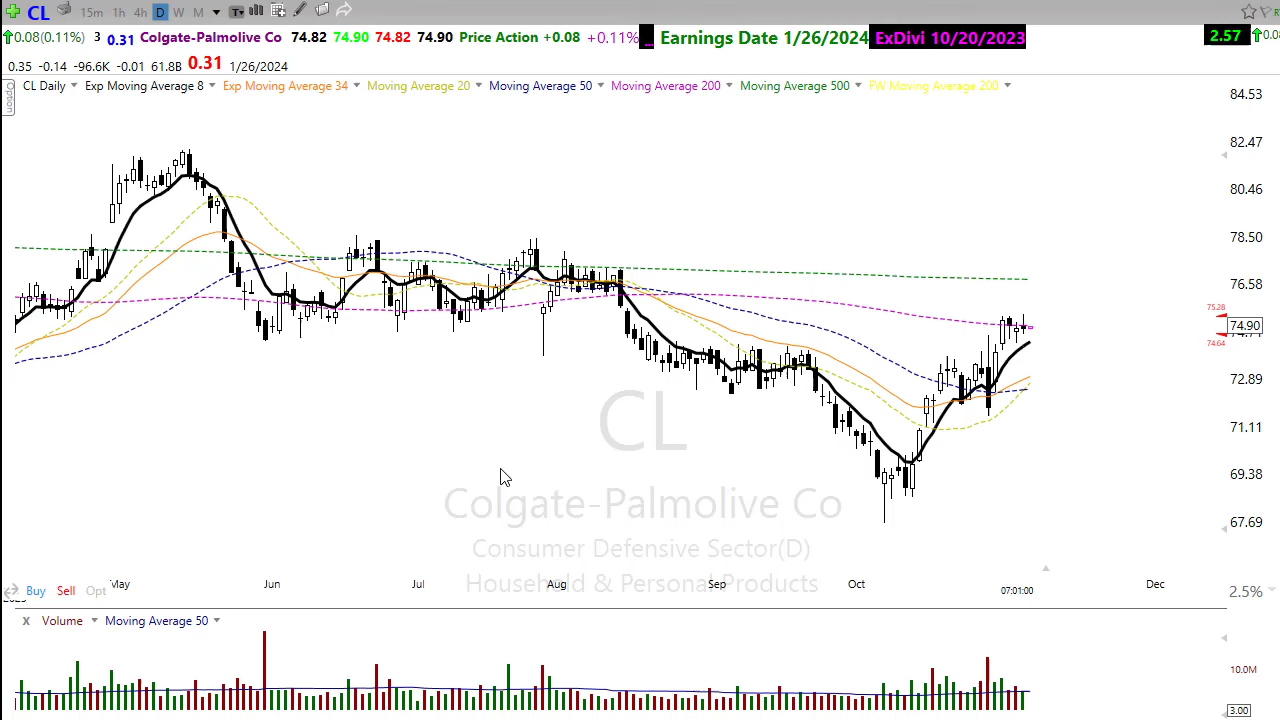 CL 15m 1h 4h D W M T
0.08(0.11%) 3 0.31 Colgate-Palmolive Co 74.82 74.90 74.82 74.90 Price Action +0.08 +0.11% ... Earnings Date 1/26/2024 ExDivi 10/20/2023 2.57 0.08
0.35 -0.14 -96.6K -0.01 61.8B 0.31 1/26/2024
Option CL Daily Exp Moving Average 8 Exp Moving Average 34 Moving Average 20 Moving Average 50 Moving Average 200 Moving Average 500 FW Moving Average 200
84.53
82.47
80.46
78.50
76.58
75.28
74.90
74.64
72.89
CL
71.11
69.38
Colgate-Palmolive Co
67.69
Consumer Defensive Sector(D)
Household & Personal Products
May Jun Jul Aug Sep Oct Dec
Buy Sell Opt 07:01:00 2.5%
X Volume Moving Average 50
10.0M
3.00